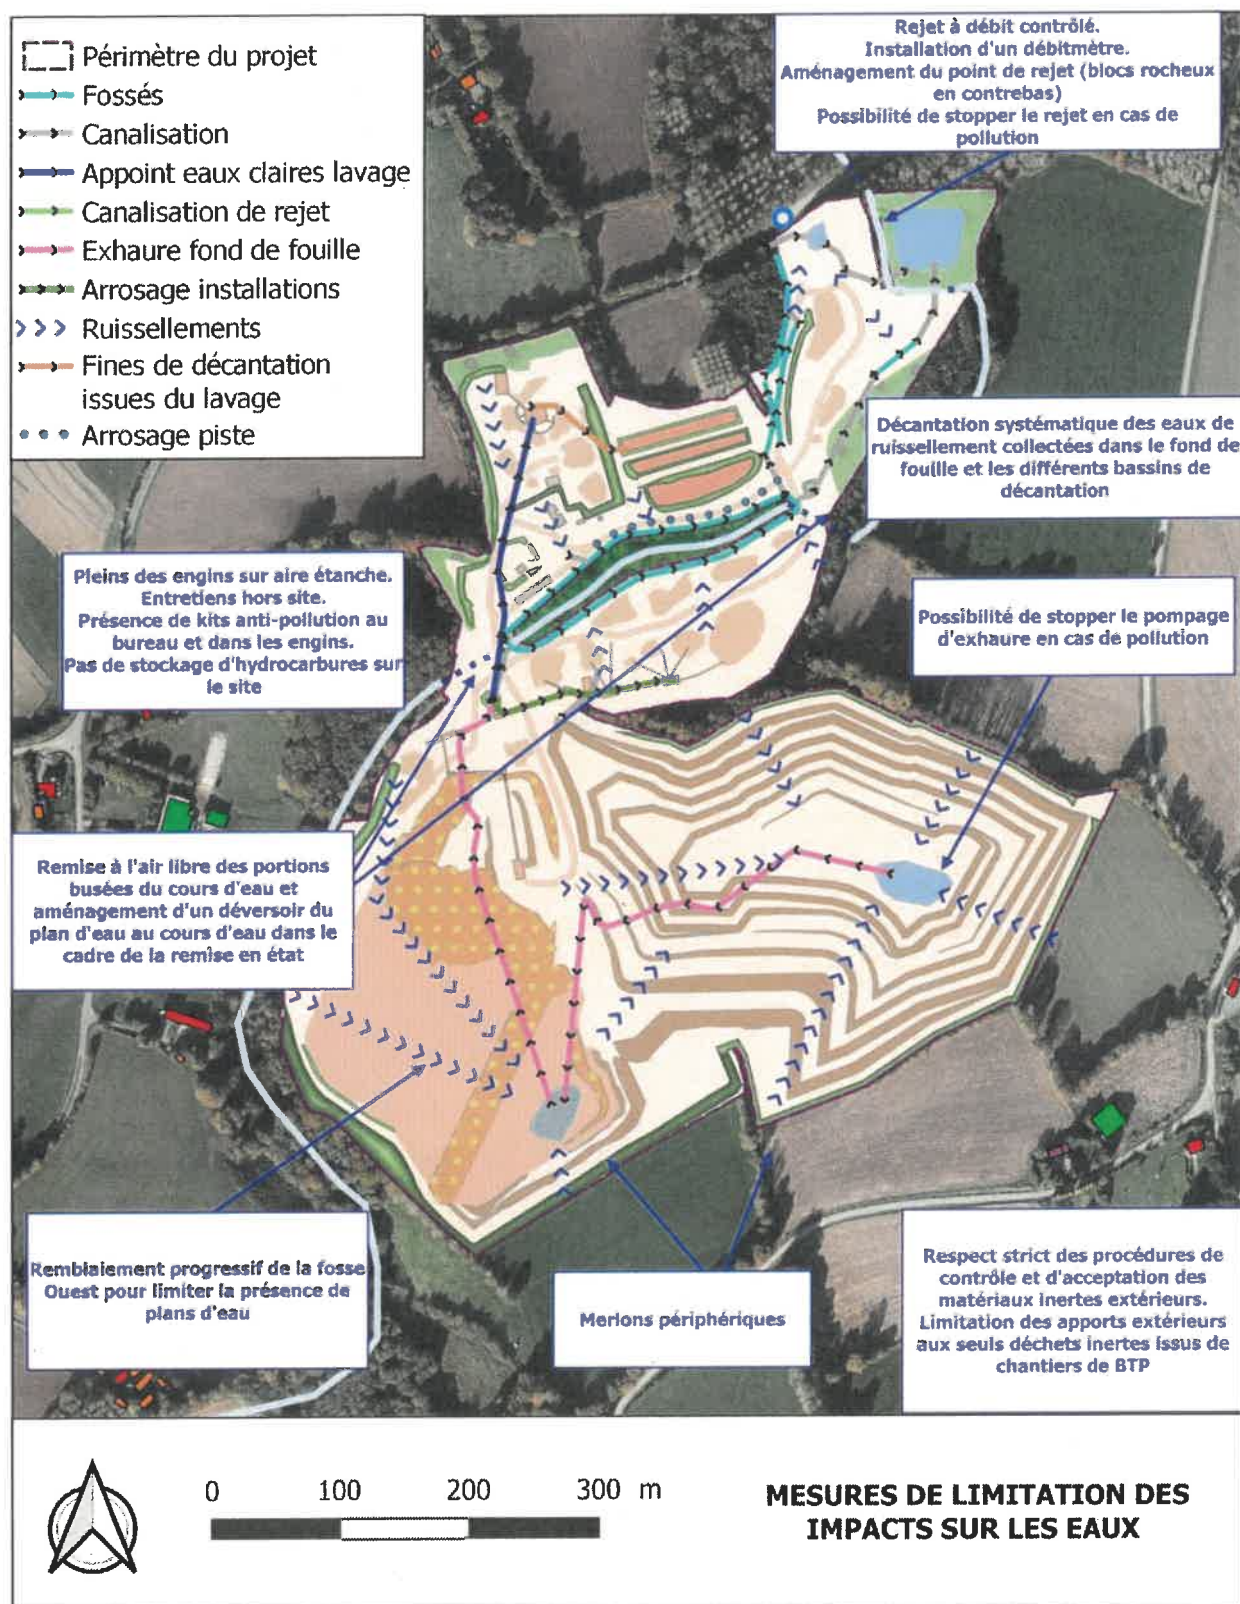 Périmètre du projet
Fossés
Canalisation
Appoint eaux claires lavage
Canalisation de rejet
Exhaure fond de fouille
Arrosage installations
Ruissellements
Fines de décantation
issues du lavage
Arrosage piste
Rejet à débit contrôlé.
Installation d'un débitmètre.
Aménagement du point de rejet (blocs rocheux
en contrebas)
Possibilité de stopper le rejet en cas de
pollution
Décantation systématique des eaux de
ruissellement collectées dans le fond de
fouille et les différents bassins de
décantation
Pleins des engins sur aire étanche.
Entretiens hors site.
Présence de kits anti-pollution au
bureau et dans les engins.
Pas de stockage d'hydrocarbures sur
le site
Possibilité de stopper le pompage
d'exhaure en cas de pollution
Remise à l'air libre des portions
busées du cours d'eau et
aménagement d'un déversoir du
plan d'eau au cours d'eau dans le
cadre de la remise en état
Remblaiement progressif de la fosse
Ouest pour limiter la présence de
plans d'eau
Merlons périphériques
Respect strict des procédures de
contrôle et d'acceptation des
matériaux inertes extérieurs.
Limitation des apports extérieurs
aux seuls déchets inertes issus de
chantiers de BTP
0 100 200 300 m
MESURES DE LIMITATION DES
IMPACTS SUR LES EAUX